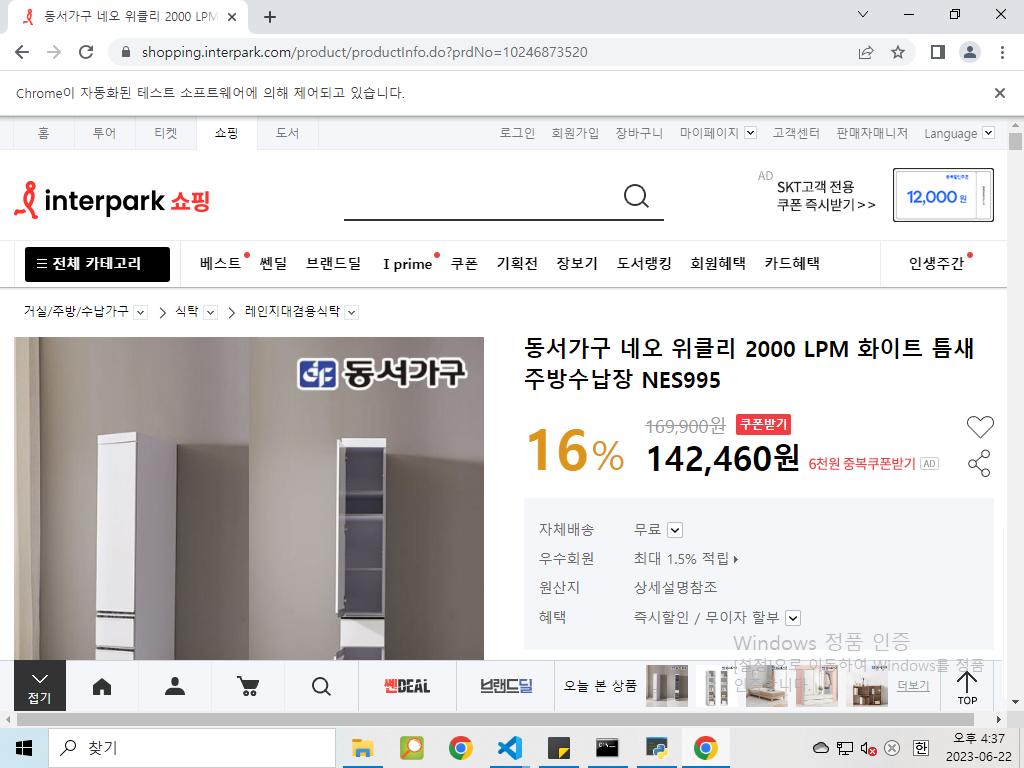 동서가구 네오 위클리 2000 LPM
shopping.interpark.com/product/productInfo.do?prdNo=10246873520
Chrome이 자동화된 테스트 소프트웨어에 의해 제어되고 있습니다.
홈 투어 티켓 쇼핑 도서 로그인 회원가입 장바구니 마이페이지 고객센터 판매자매니저 Language
interpark 쇼핑
AD SKT고객 전용
쿠폰 즉시받기>>
12,000원
전체 카테고리 베스트 쎈딜 브랜드딜 I prime 쿠폰 기획전 장보기 도서랭킹 회원혜택 카드혜택 인생주간
거실/주방/수납가구 식탁 레인지대겸용식탁
동서가구
동서가구 네오 위클리 2000 LPM 화이트 틈새
주방수납장 NES995
16% 169,900원 쿠폰받기
142,460원 6천원 중복쿠폰받기 AD
자체배송 무료
우수회원 최대 1.5% 적립
원산지 상세설명참조
혜택 즉시할인 / 무이자 할부
Windows 정품 인증
[설정]으로 이동하여 Windows를 정품
인증합니다.
접기 쎈DEAL 브랜드딜 오늘 본 상품 더보기 TOP
찾기
한
오후 4:37
2023-06-22